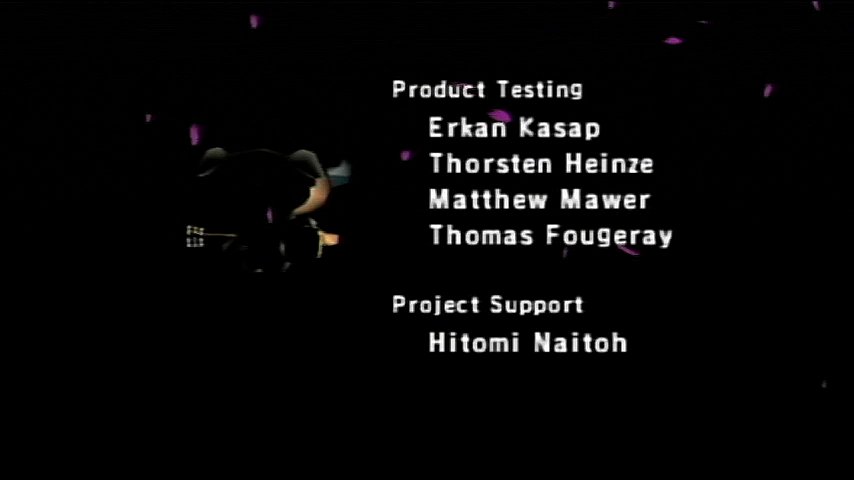 Product Testing
Erkan Kasap
Thorsten Heinze
Matthew Mawer
Thomas Fougeray
Project Support
Hitomi Naitoh